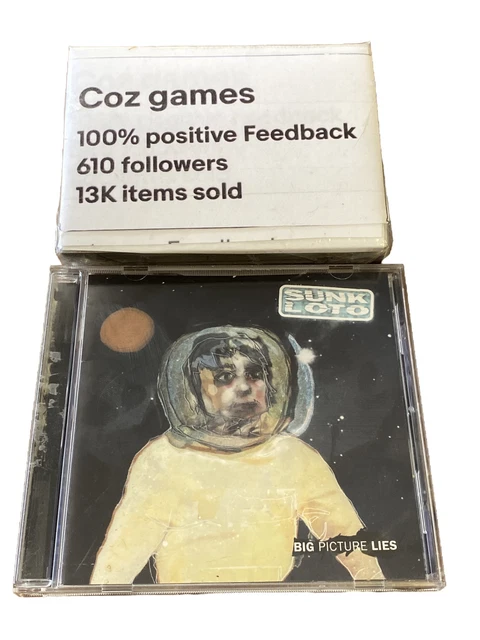 Coz games
100% positive Feedback
610 followers
13K items sold
SUNK
LOTO
BIG PICTURE LIES